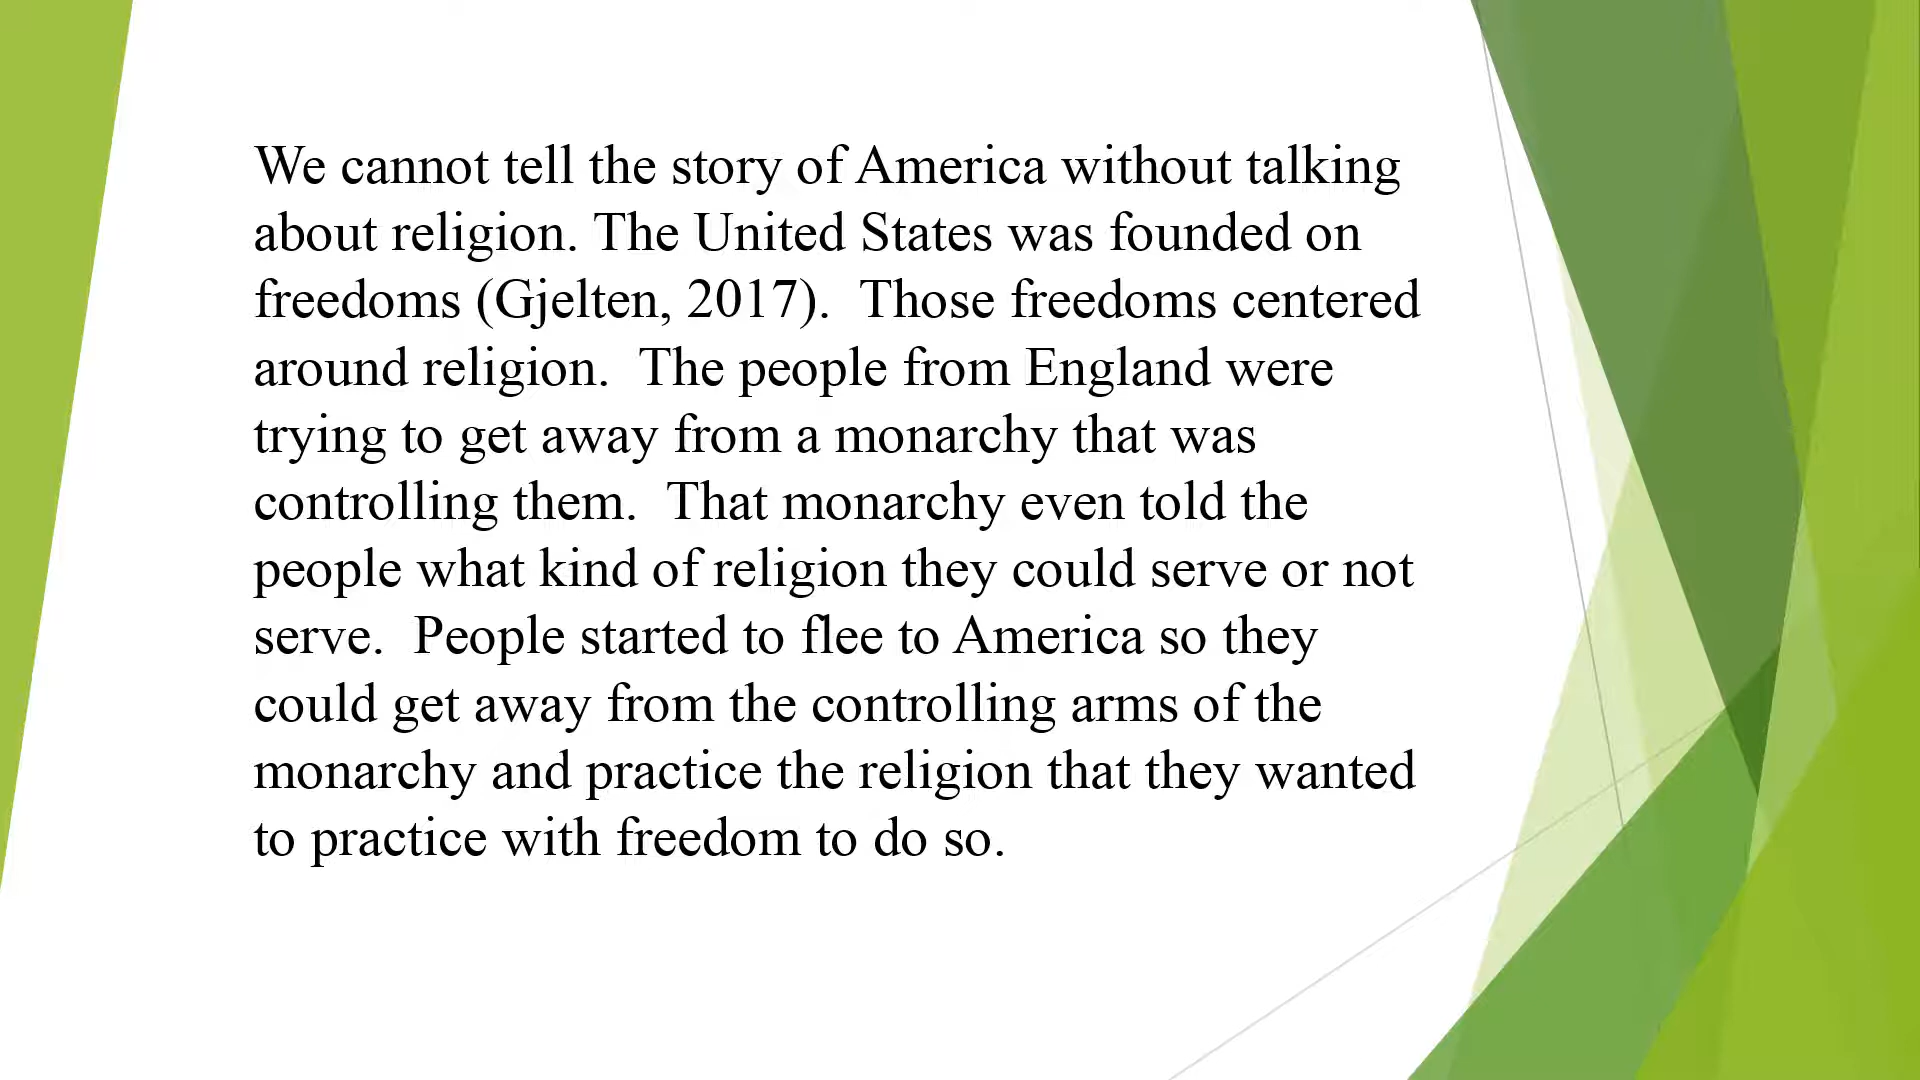 We cannot tell the story of America without talking
about religion. The United States was founded on
freedoms (Gjelten, 2017).  Those freedoms centered
around religion.  The people from England were
trying to get away from a monarchy that was
controlling them.  That monarchy even told the
people what kind of religion they could serve or not
serve.  People started to flee to America so they
could get away from the controlling arms of the
monarchy and practice the religion that they wanted
to practice with freedom to do so.